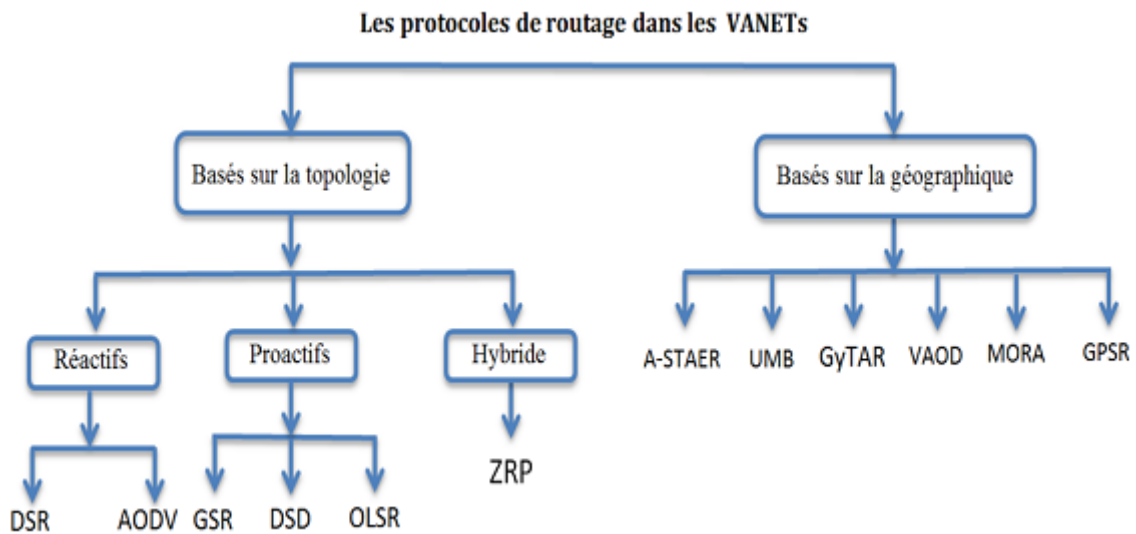 Les protocoles de routage dans les VANETs
Basés sur la topologie
Basés sur la géographique
Réactifs
Proactifs
Hybride
A-STAER
UMB
GyTAR
VAOD
MORA
GPSR
ZRP
DSR
AODV
GSR
DSD
OLSR